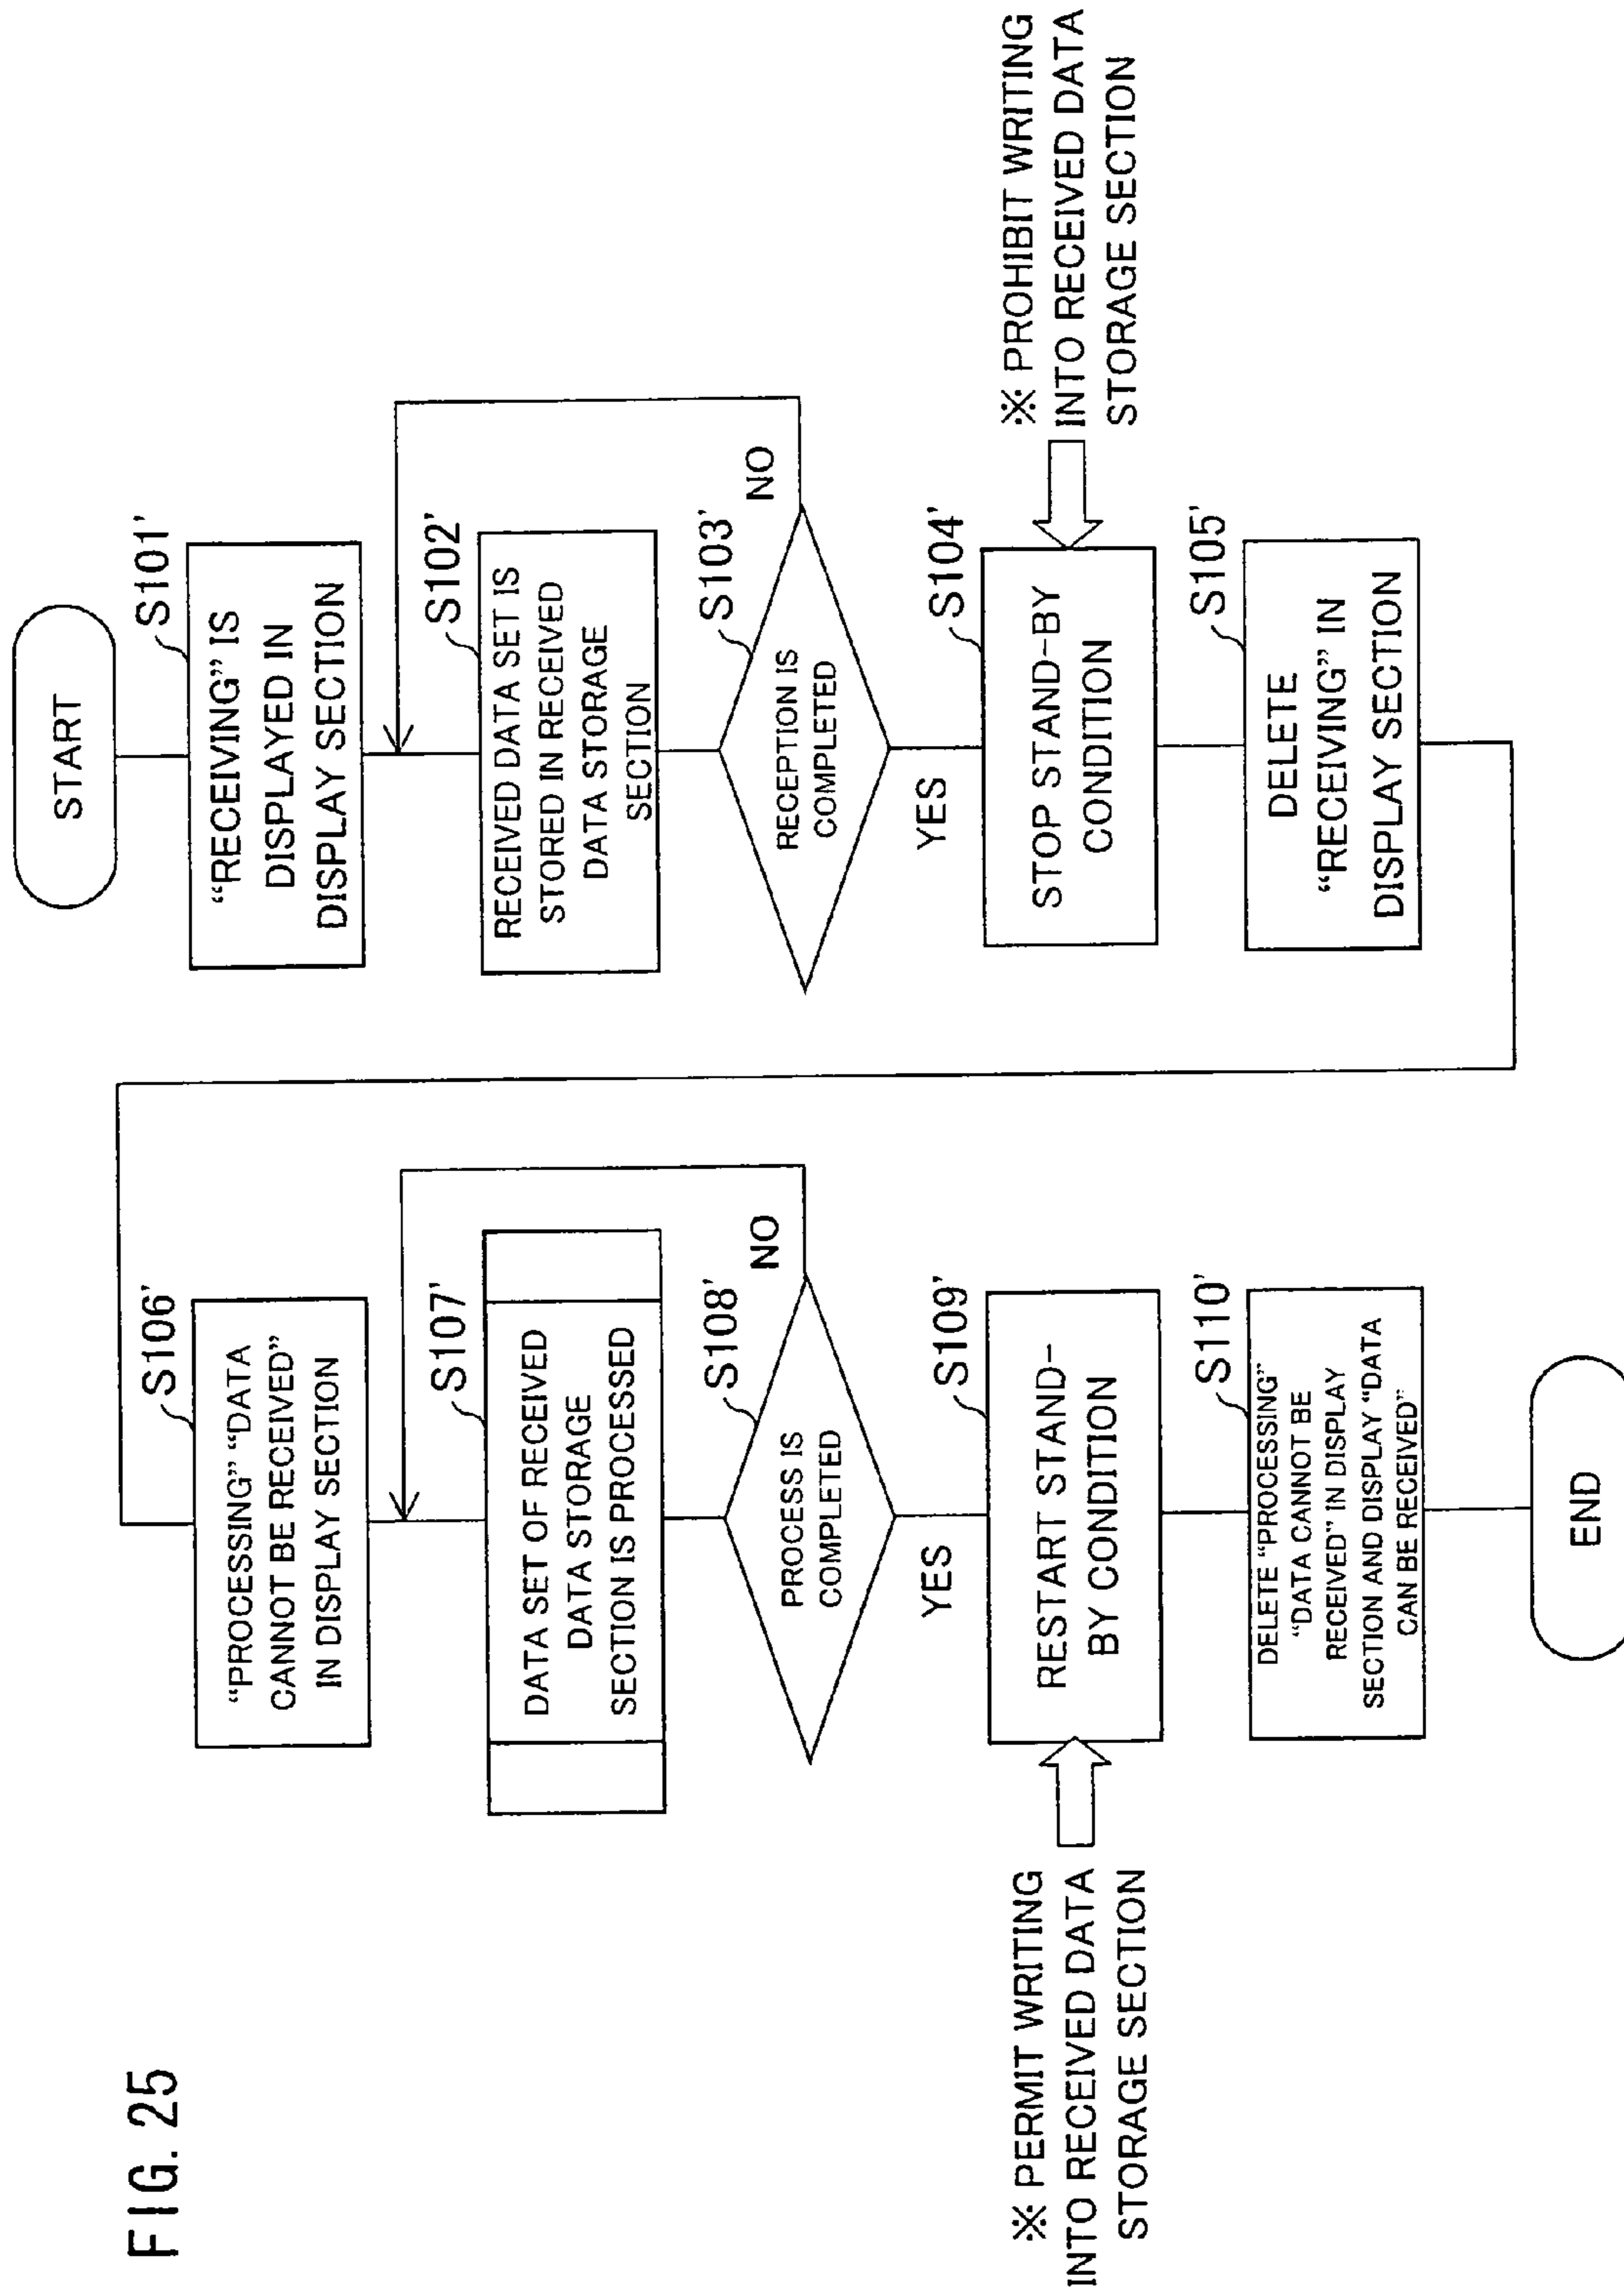 FIG. 25
START
S101'
“RECEIVING” IS
DISPLAYED IN
DISPLAY SECTION
S102'
RECEIVED DATA SET IS
STORED IN RECEIVED
DATA STORAGE
SECTION
S103'
RECEPTION IS
COMPLETED
NO
YES
S104'
STOP STAND-BY
CONDITION
※ PROHIBIT WRITING
INTO RECEIVED DATA
STORAGE SECTION
S105'
DELETE
“RECEIVING” IN
DISPLAY SECTION
S106'
“PROCESSING” “DATA
CANNOT BE RECEIVED”
IN DISPLAY SECTION
S107'
DATA SET OF RECEIVED
DATA STORAGE
SECTION IS PROCESSED
S108'
PROCESS IS
COMPLETED
NO
YES
S109'
RESTART STAND-
BY CONDITION
※ PERMIT WRITING
INTO RECEIVED DATA
STORAGE SECTION
S110'
DELETE “PROCESSING”
“DATA CANNOT BE
RECEIVED” IN DISPLAY
SECTION AND DISPLAY “DATA
CAN BE RECEIVED”
END